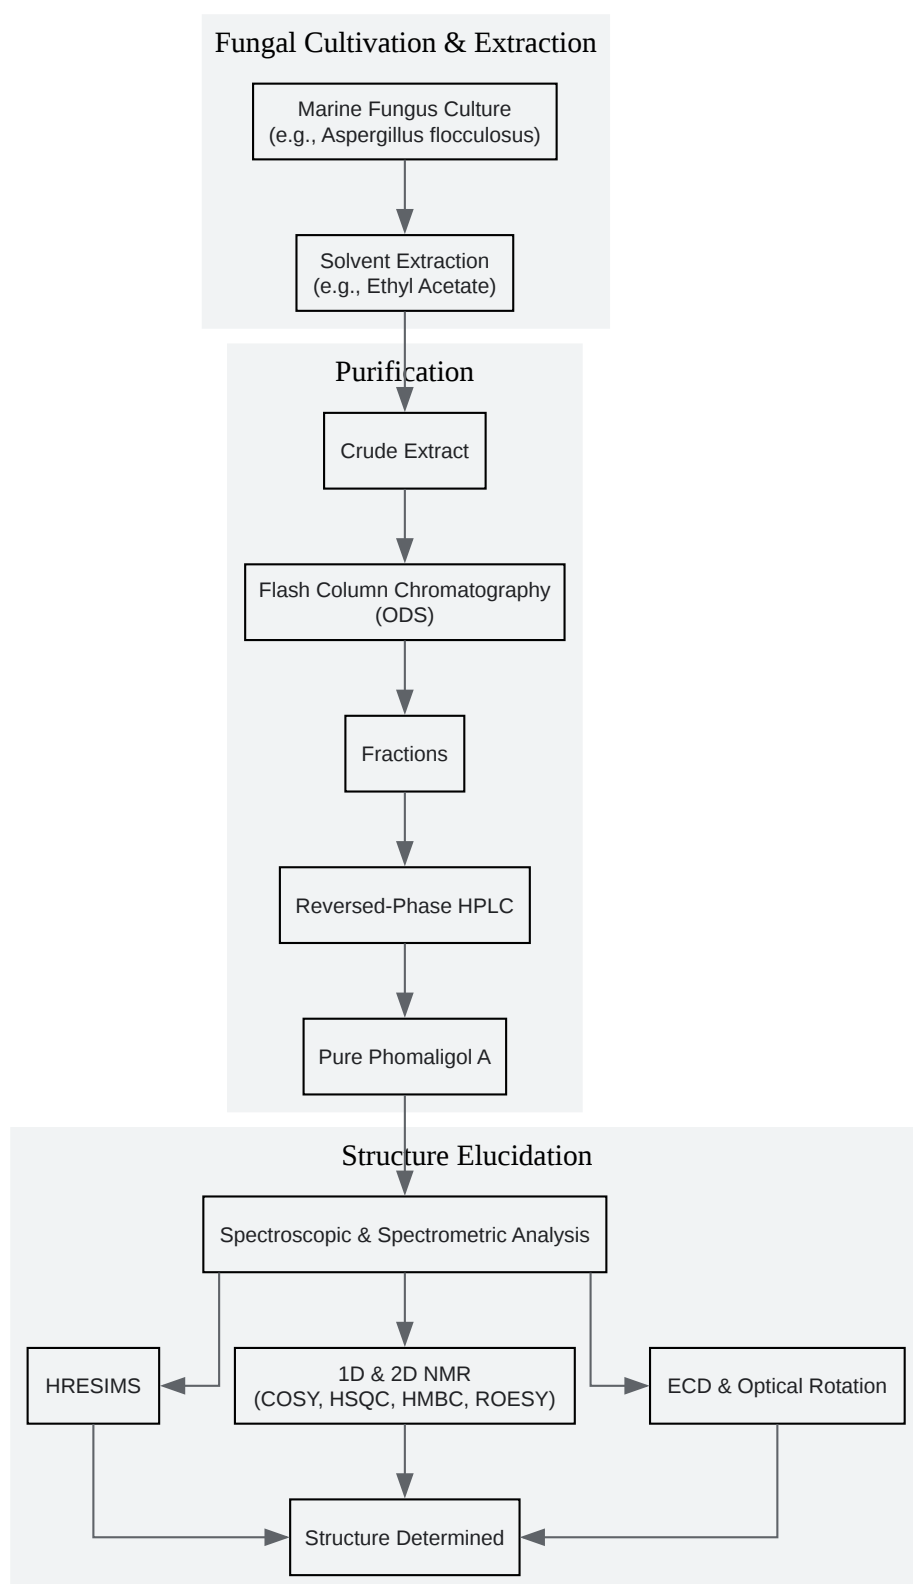 Fungal Cultivation & Extraction
Marine Fungus Culture
(e.g., Aspergillus flocculosus)
Solvent Extraction
(e.g., Ethyl Acetate)
Purification
Crude Extract
Flash Column Chromatography
(ODS)
Fractions
Reversed-Phase HPLC
Pure Phomaligol A
Structure Elucidation
Spectroscopic & Spectrometric Analysis
HRESIMS
1D & 2D NMR
(COSY, HSQC, HMBC, ROESY)
ECD & Optical Rotation
Structure Determined